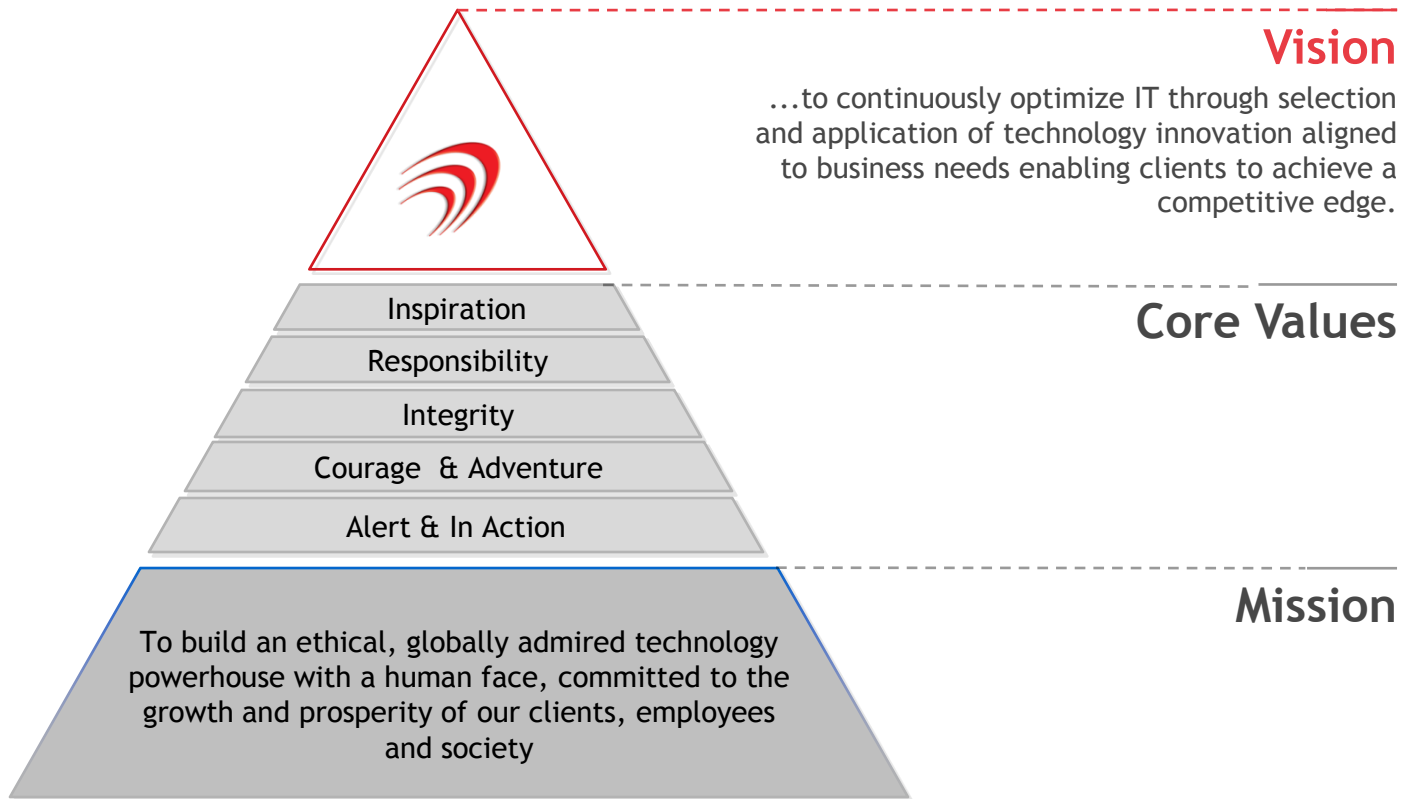 Vision
...to continuously optimize IT through selection
and application of technology innovation aligned
to business needs enabling clients to achieve a
competitive edge.
Core Values
Inspiration
Responsibility
Integrity
Courage & Adventure
Alert & In Action
Mission
To build an ethical, globally admired technology
powerhouse with a human face, committed to the
growth and prosperity of our clients, employees
and society